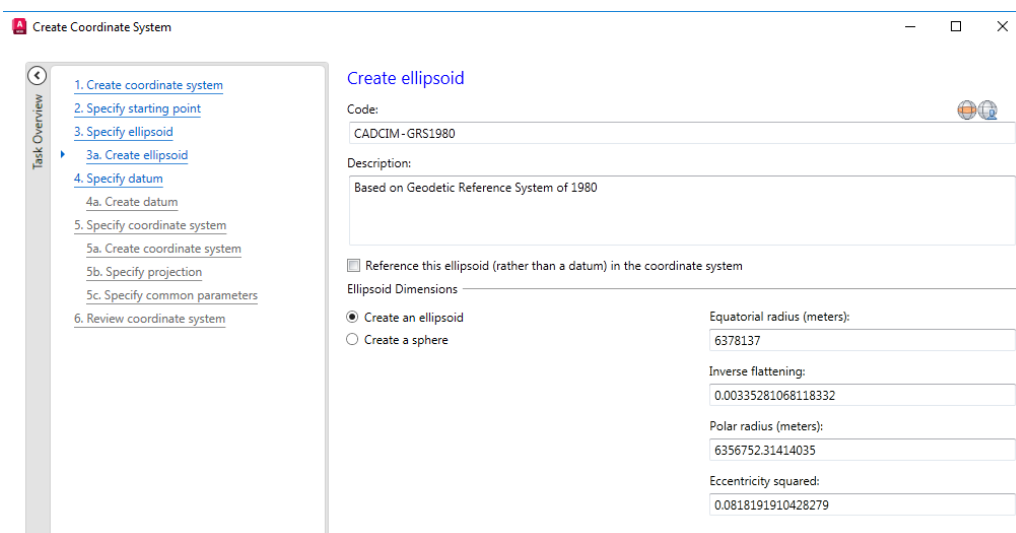 Create Coordinate System
Task Overview
1. Create coordinate system
2. Specify starting point
3. Specify ellipsoid
3a. Create ellipsoid
4. Specify datum
4a. Create datum
5. Specify coordinate system
5a. Create coordinate system
5b. Specify projection
5c. Specify common parameters
6. Review coordinate system
Create ellipsoid
Code:
CADCIM-GRS1980
Description:
Based on Geodetic Reference System of 1980
Reference this ellipsoid (rather than a datum) in the coordinate system
Ellipsoid Dimensions
Create an ellipsoid
Create a sphere
Equatorial radius (meters):
6378137
Inverse flattening:
0.00335281068118332
Polar radius (meters):
6356752.31414035
Eccentricity squared:
0.0818191910428279